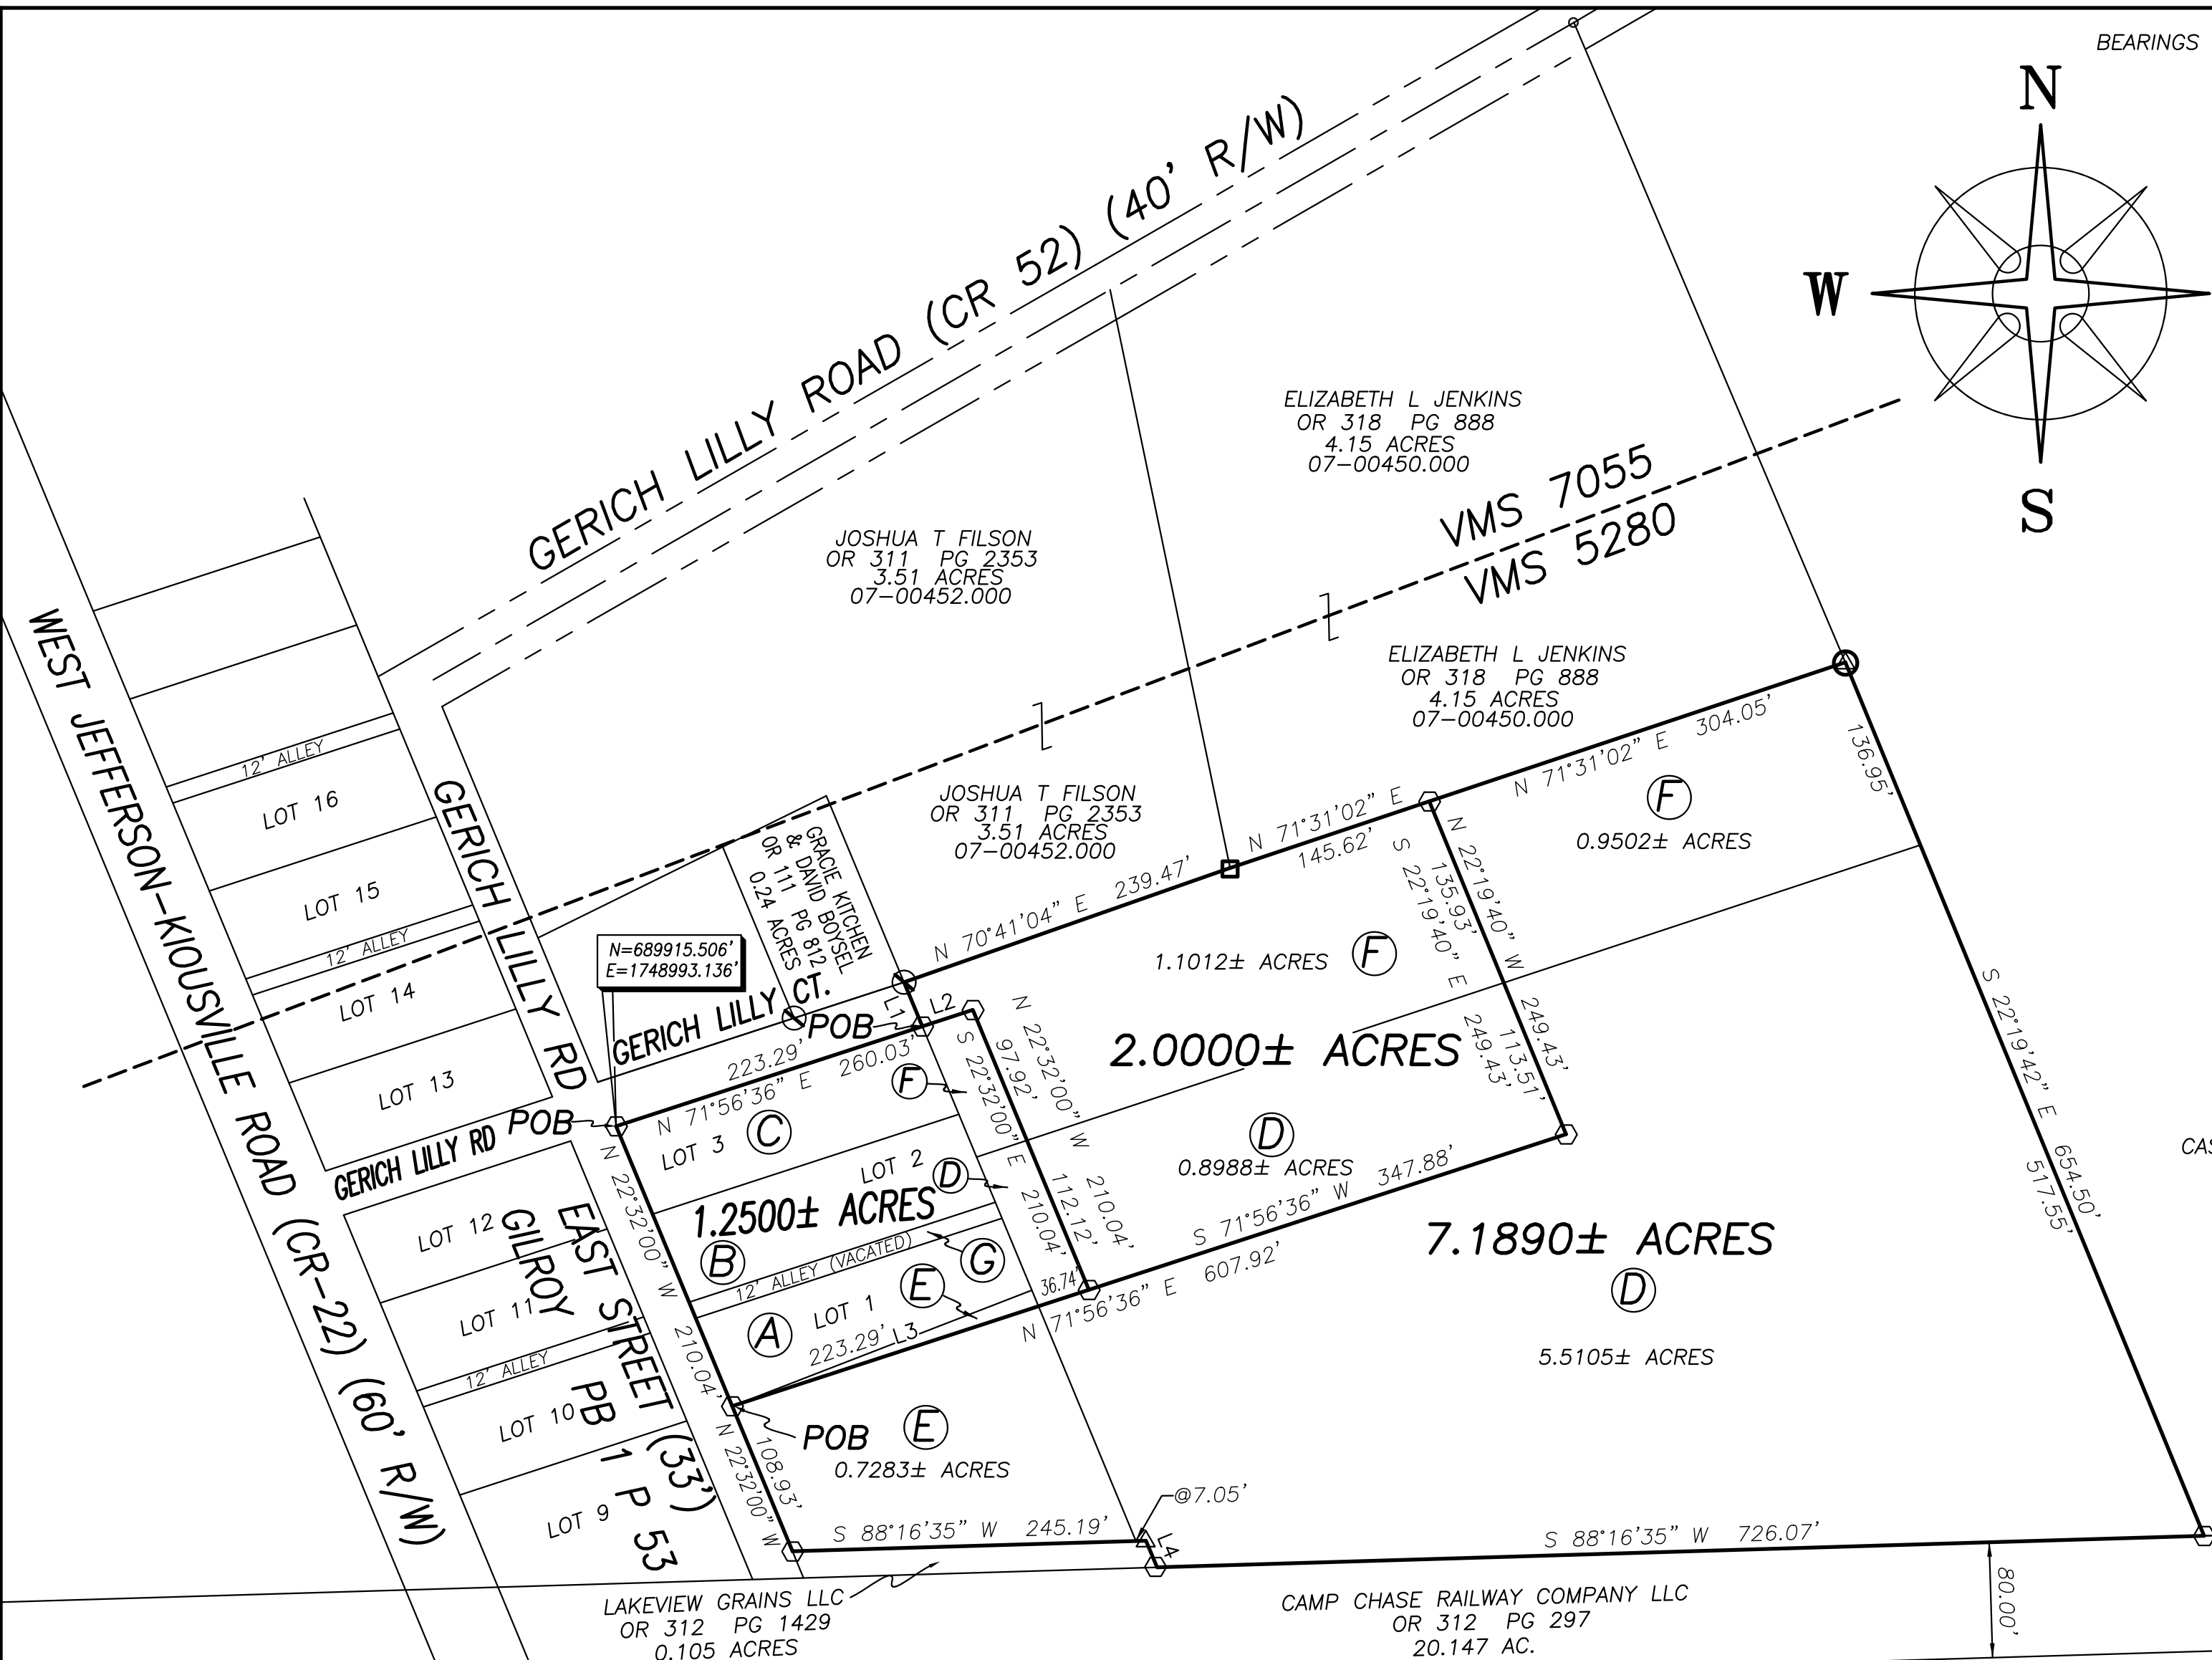 BEARINGS
N
W
S
GERICH LILLY ROAD (CR 52) (40' R/W)
ELIZABETH L JENKINS
OR 318 PG 888
4.15 ACRES
07-00450.000
VMS 7055
VMS 5280
JOSHUA T FILSON
OR 311 PG 2353
3.51 ACRES
07-00452.000
ELIZABETH L JENKINS
OR 318 PG 888
4.15 ACRES
07-00450.000
JOSHUA T FILSON
OR 311 PG 2353
3.51 ACRES
07-00452.000
WEST JEFFERSON-KIOUSVILLE ROAD (CR-22) (60' R/W)
12' ALLEY
LOT 16
LOT 15
12' ALLEY
LOT 14
LOT 13
GERICH LILLY RD
GERICH LILLY RD
GRACIE KITCHEN
& DAVID BOYSEL
OR 111 PG 812
0.24 ACRES
N=689915.506'
E=1748993.136'
GERICH LILLY CT.
POB
POB
L1
L2
N 70°41'04" E 239.47'
N 71°31'02" E
145.62'
N 71°31'02" E 304.05'
136.95'
F
0.9502± ACRES
N 22°19'40" W
249.43'
135.93'
113.51'
S 22°19'40" E
249.43'
1.1012± ACRES
F
2.0000± ACRES
D
0.8988± ACRES
S 71°56'36" W 347.88'
N 71°56'36" E 607.92'
223.29'
N 71°56'36" E 260.03'
F
LOT 3
C
LOT 2
D
1.2500± ACRES
B
12' ALLEY (VACATED)
G
E
LOT 1
A
223.29'
L3
36.74'
S 22°32'00" E 210.04'
97.92'
112.12'
N 22°32'00" W 210.04'
N 22°32'00" W 210.04'
LOT 12
LOT 11
12' ALLEY
LOT 10
LOT 9
EAST STREET (33')
GILROY PB 1 P 53
POB
E
0.7283± ACRES
N 22°32'00" W
108.93'
S 88°16'35" W 245.19'
@7.05'
L4
7.1890± ACRES
D
5.5105± ACRES
S 22°19'42" E 654.50'
517.55'
CAS
S 88°16'35" W 726.07'
80.00'
LAKEVIEW GRAINS LLC
OR 312 PG 1429
0.105 ACRES
CAMP CHASE RAILWAY COMPANY LLC
OR 312 PG 297
20.147 AC.